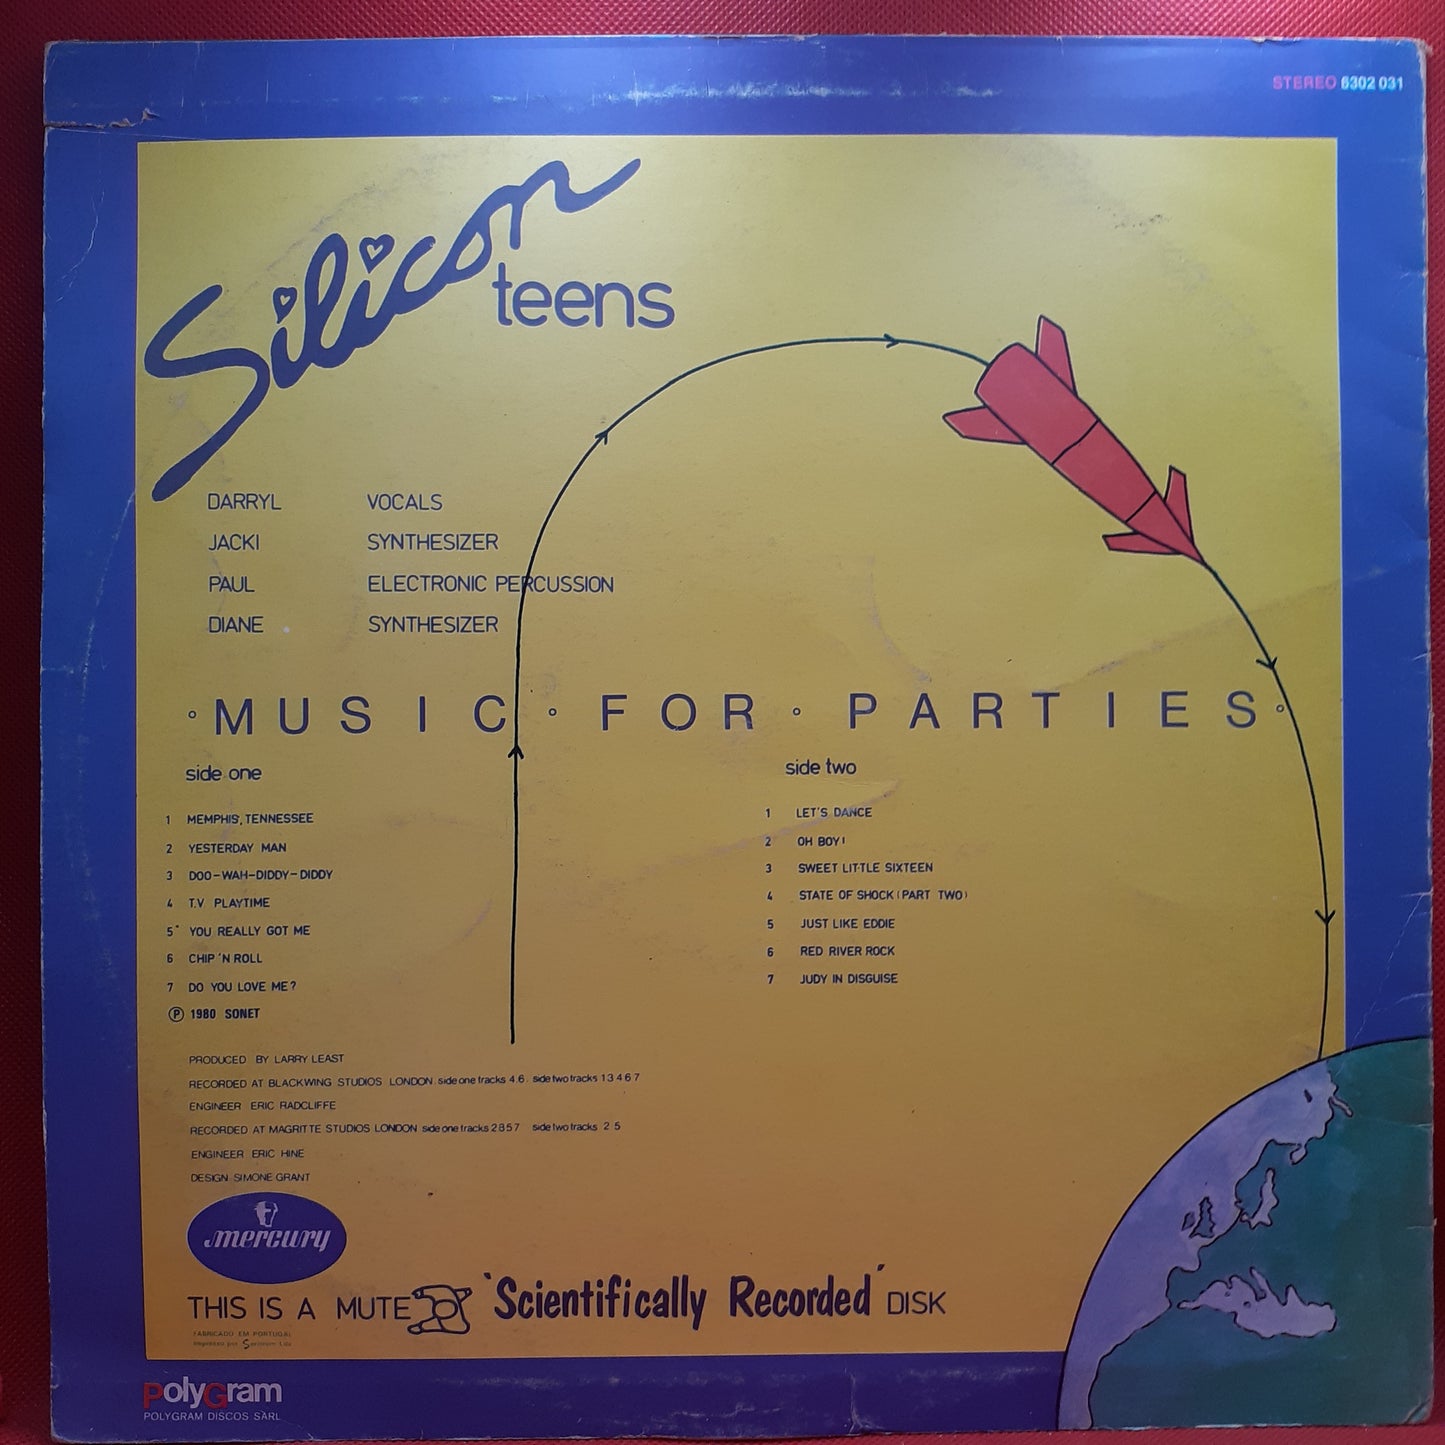 STEREO 6302 031
Silicon
teens
DARRYL VOCALS
JACKI SYNTHESIZER
PAUL ELECTRONIC PERCUSSION
DIANE SYNTHESIZER
MUSIC FOR PARTIES
side one
1 MEMPHIS, TENNESSEE
2 YESTERDAY MAN
3 DOO-WAH-DIDDY-DIDDY
4 T.V. PLAYTIME
5 YOU REALLY GOT ME
6 CHIP 'N ROLL
7 DO YOU LOVE ME?
℗ 1980 SONET
side two
1 LET'S DANCE
2 OH BOY!
3 SWEET LITTLE SIXTEEN
4 STATE OF SHOCK (PART TWO)
5 JUST LIKE EDDIE
6 RED RIVER ROCK
7 JUDY IN DISGUISE
PRODUCED BY LARRY LEAST
RECORDED AT BLACKWING STUDIOS LONDON. side one tracks 4.6. side two tracks 1 3 4 6 7
ENGINEER ERIC RADCLIFFE
RECORDED AT MAGRITTE STUDIOS LONDON side one tracks 2 3 5 7 side two tracks 2 5
ENGINEER ERIC HINE
DESIGN SIMONE GRANT
mercury
THIS IS A MUTE 'Scientifically Recorded' DISK
FABRICADO EM PORTUGAL
Impresso por
PolyGram
POLYGRAM DISCOS SARL